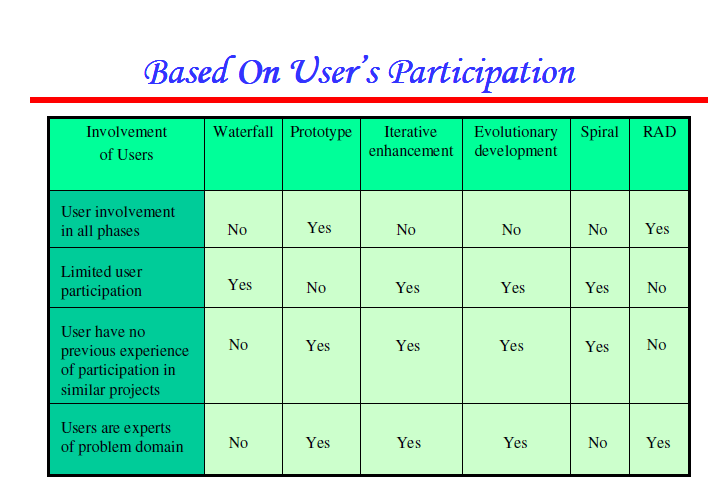 Based On User's Participation
Involvement
of Users
Waterfall
Prototype
Iterative
enhancement
Evolutionary
development
Spiral
RAD
User involvement
in all phases
No
Yes
No
No
No
Yes
Limited user
participation
Yes
No
Yes
Yes
Yes
No
User have no
previous experience
of participation in
similar projects
No
Yes
Yes
Yes
Yes
No
Users are experts
of problem domain
No
Yes
Yes
Yes
No
Yes